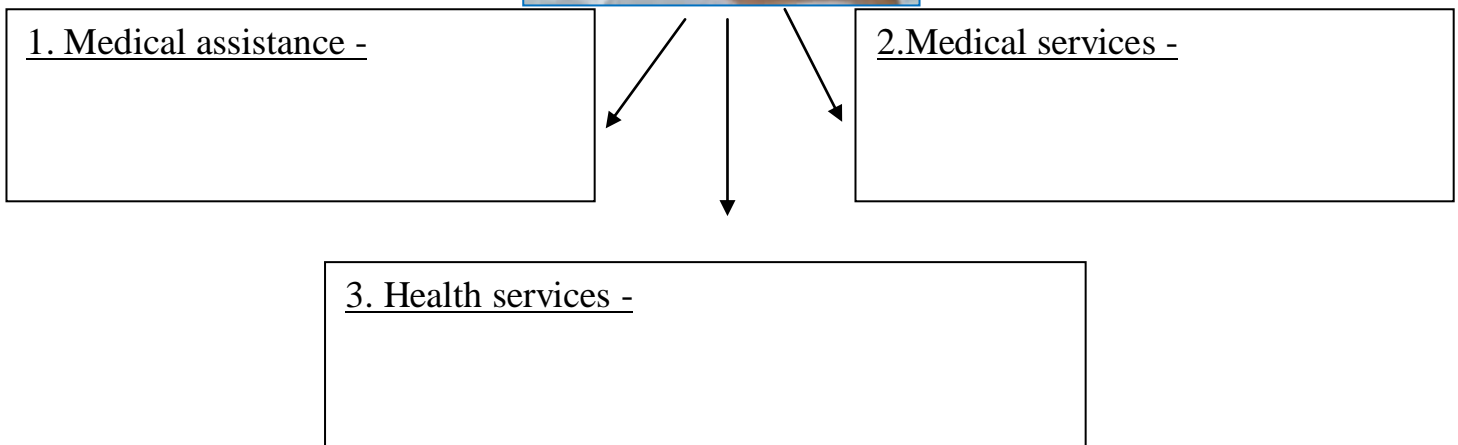 1. Medical assistance -
2.Medical services -
3. Health services -